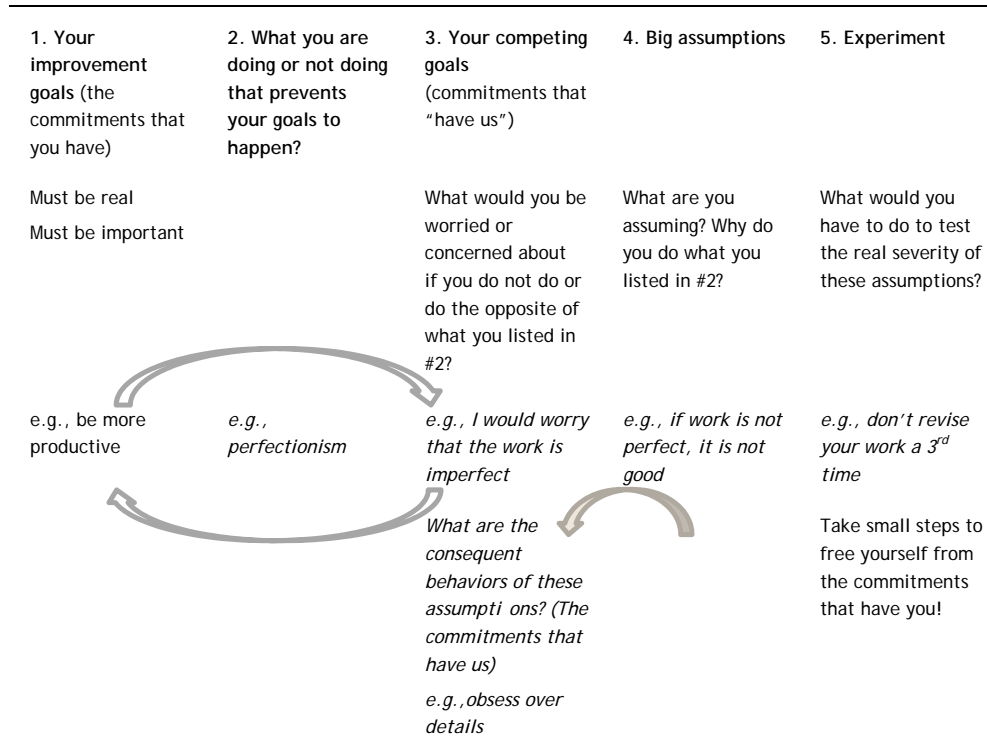 1. Your
improvement
goals (the
commitments that
you have)
2. What you are
doing or not doing
that prevents
your goals to
happen?
3. Your competing
goals
(commitments that
“have us”)
4. Big assumptions
5. Experiment
Must be real
Must be important
What would you be
worried or
concerned about
if you do not do or
do the opposite of
what you listed in
#2?
What are you
assuming? Why do
you do what you
listed in #2?
What would you
have to do to test
the real severity of
these assumptions?
e.g., be more
productive
e.g.,
perfectionism
e.g., I would worry
that the work is
imperfect
e.g., if work is not
perfect, it is not
good
e.g., don’t revise
your work a 3rd
time
What are the
consequent
behaviors of these
assumpti ons? (The
commitments that
have us)
e.g.,obsess over
details
Take small steps to
free yourself from
the commitments
that have you!